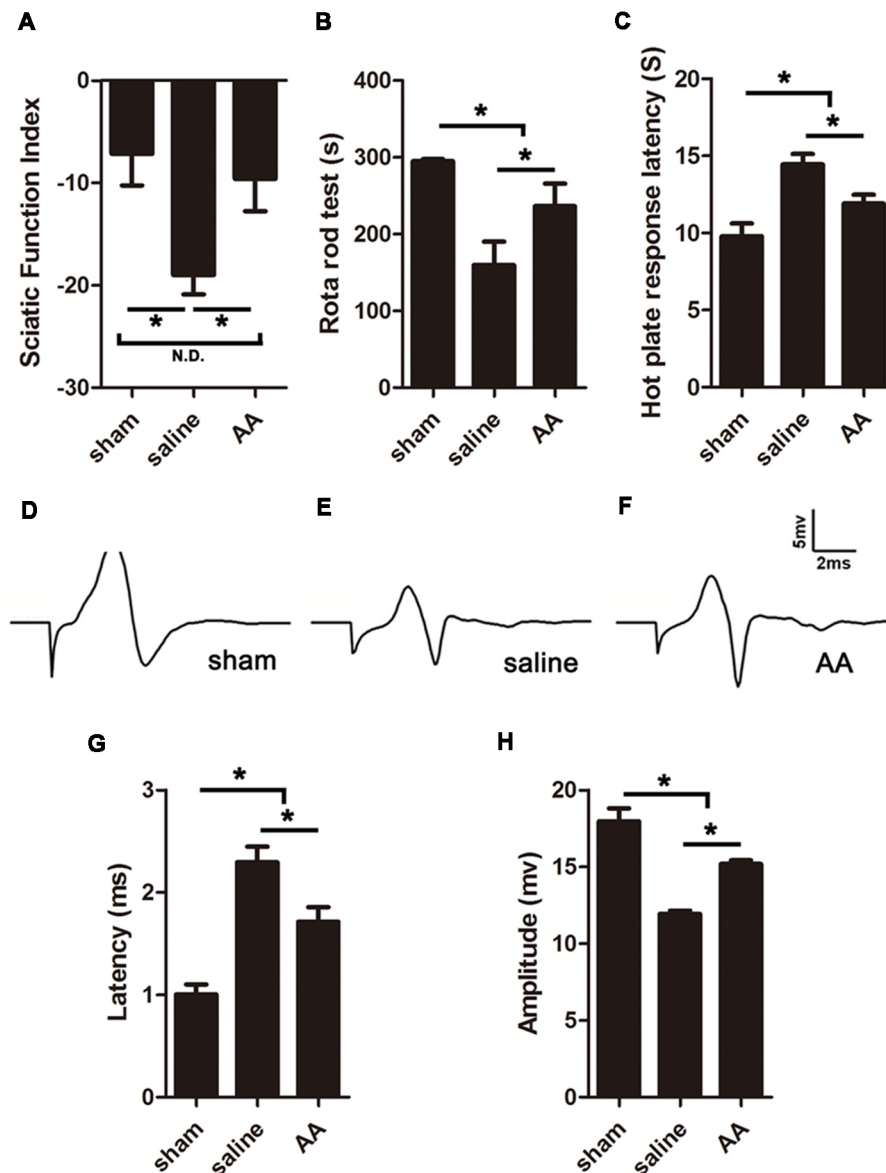 A
Sciatic Function Index
0
-10
-20
-30
*
*
N.D.
sham
saline
AA
B
Rota rod test (s)
400
300
200
100
0
*
*
sham
saline
AA
C
Hot plate response latency (S)
20
15
10
5
0
*
*
sham
saline
AA
D
sham
E
saline
F
5mv
2ms
AA
G
Latency (ms)
3
2
1
0
*
*
sham
saline
AA
H
Amplitude (mv)
20
15
10
5
0
*
*
sham
saline
AA